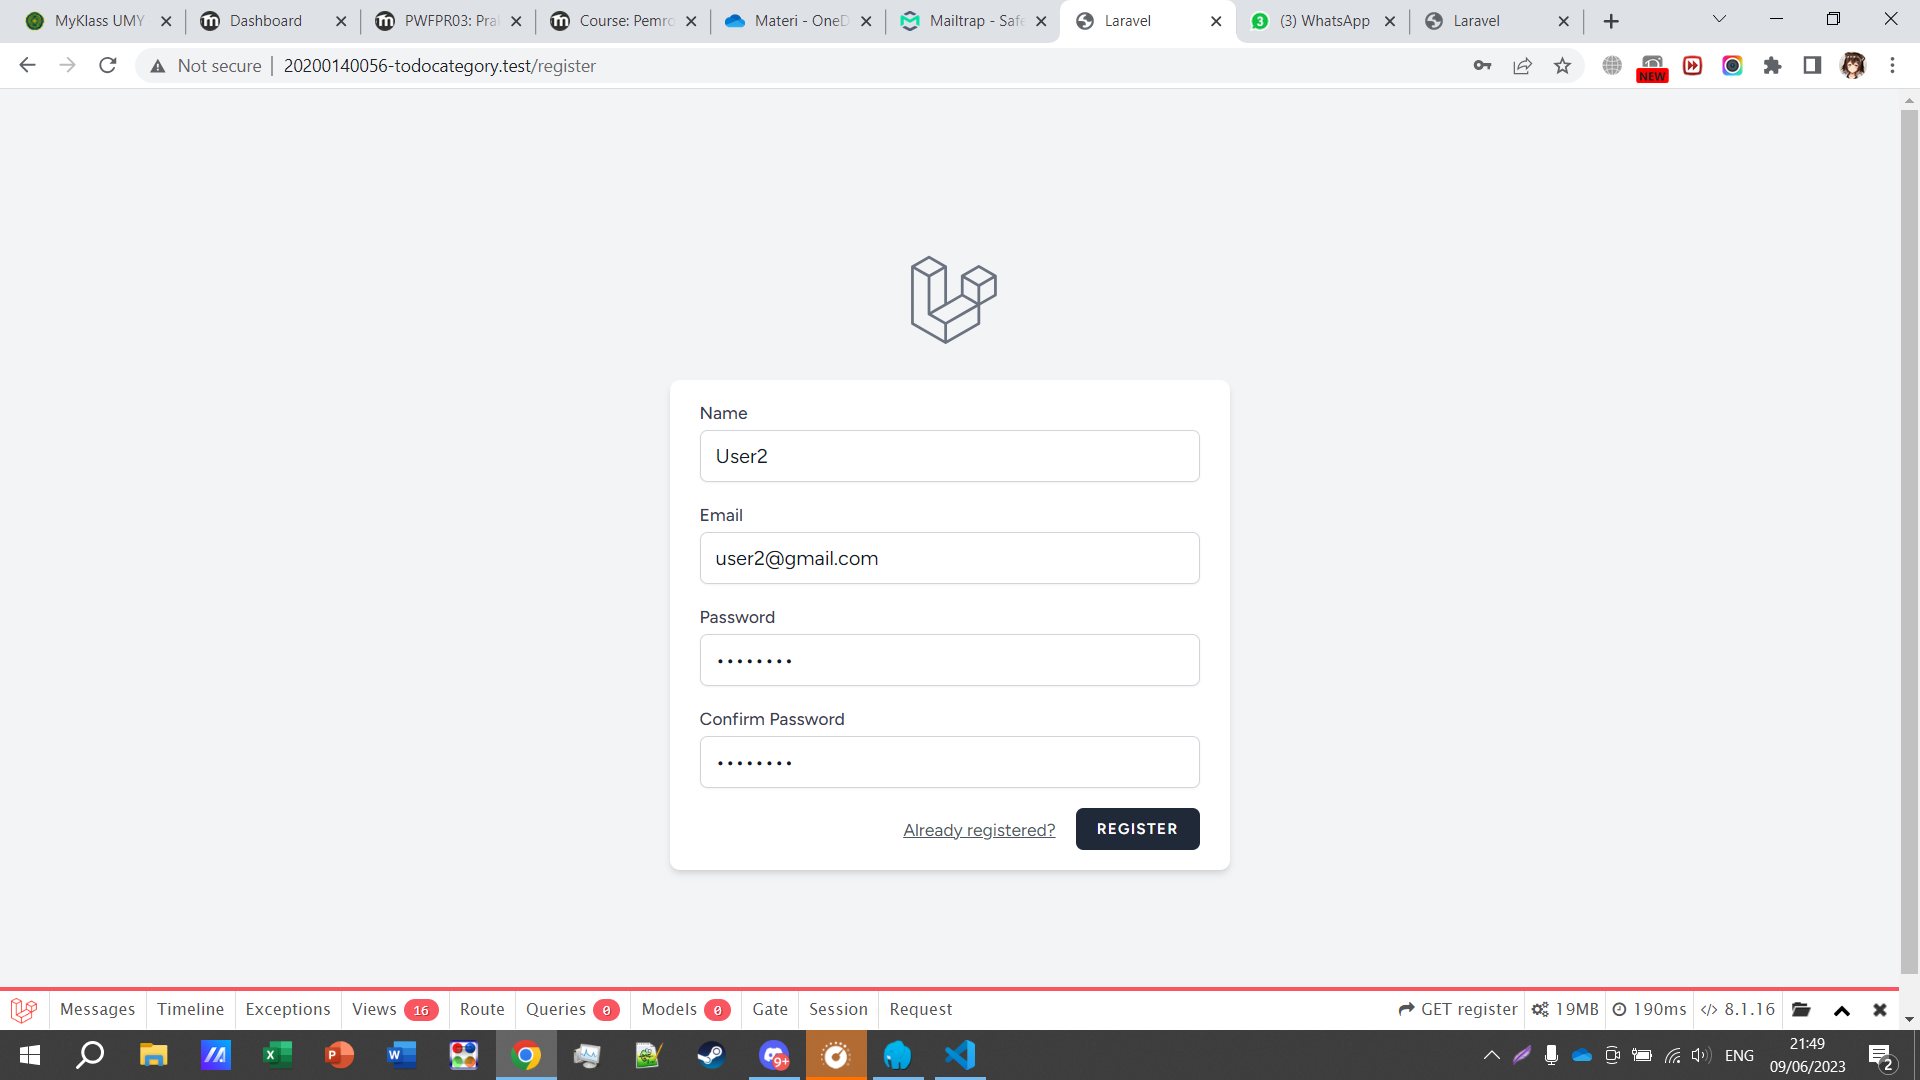 MyKlass UMY
Dashboard
PWFPR03: Pra
Course: Pemro
Materi - OneD
Mailtrap - Safe
Laravel
(3) WhatsApp
Laravel
Not secure
20200140056-todocategory.test/register
NEW
Name
User2
Email
user2@gmail.com
Password
••••••••
Confirm Password
••••••••
Already registered?
REGISTER
Messages
Timeline
Exceptions
Views 16
Route
Queries 0
Models 0
Gate
Session
Request
GET register
19MB
190ms
8.1.16
9+
ENG
21:49
09/06/2023
2